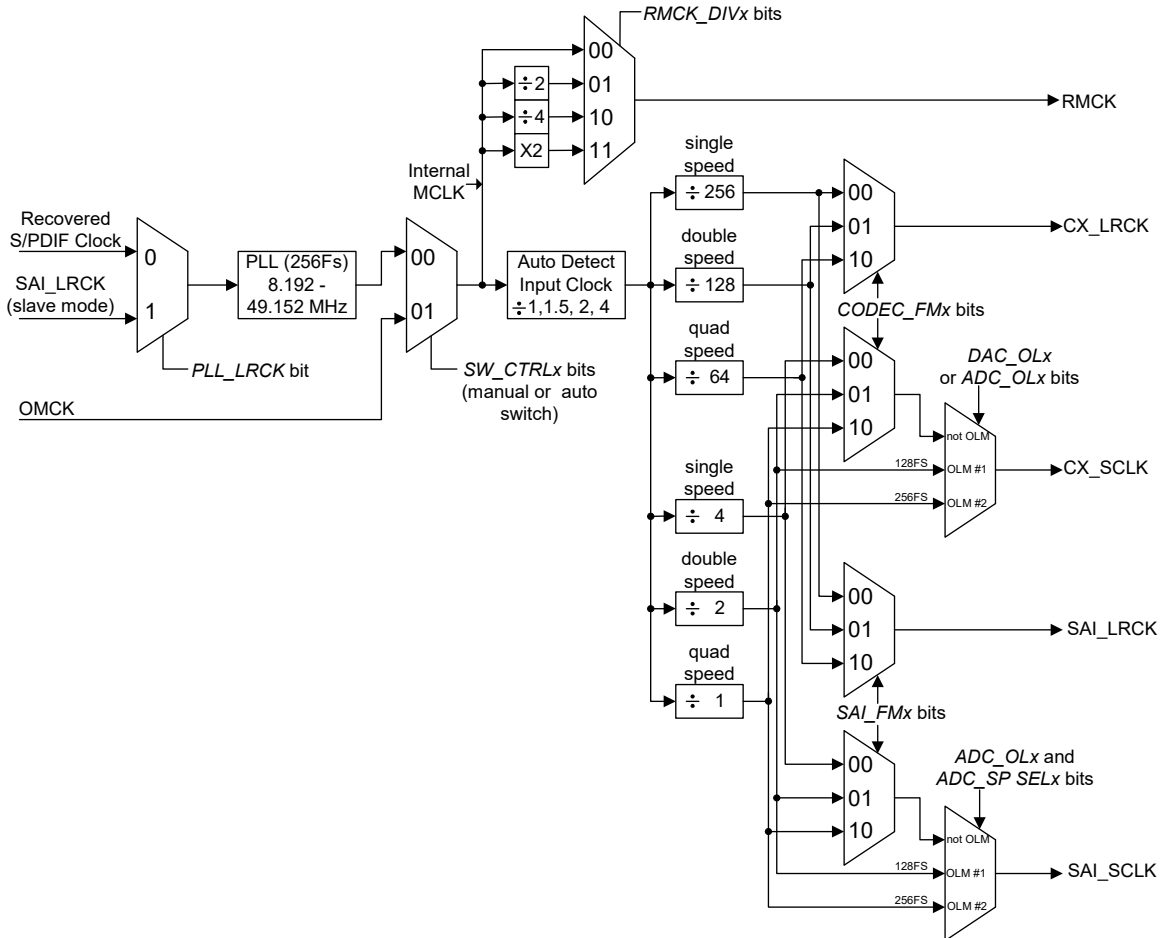 RMCK_DIVx bits
00
÷2
01
÷4
10
X2
11
RMCK
Internal
MCLK
single
speed
÷ 256
00
01
10
CX_LRCK
Recovered
S/PDIF Clock
0
SAI_LRCK
(slave mode)
1
PLL (256Fs)
8.192 -
49.152 MHz
00
01
Auto Detect
Input Clock
÷1,1.5, 2, 4
double
speed
÷ 128
CODEC_FMx bits
PLL_LRCK bit
SW_CTRLx bits
(manual or auto
switch)
OMCK
quad
speed
÷ 64
00
01
10
DAC_OLx
or ADC_OLx bits
not OLM
128FS
OLM #1
256FS
OLM #2
CX_SCLK
single
speed
÷ 4
double
speed
÷ 2
00
01
10
SAI_LRCK
quad
speed
÷ 1
SAI_FMx bits
00
01
10
ADC_OLx and
ADC_SP SELx bits
not OLM
128FS
OLM #1
256FS
OLM #2
SAI_SCLK